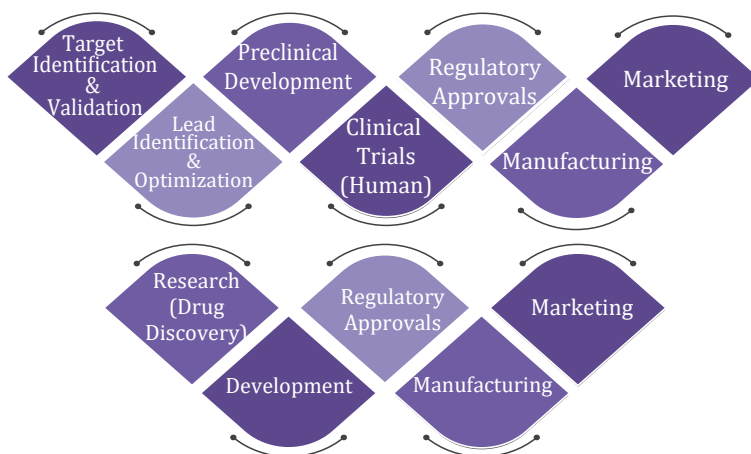 Target
Identification
&
Validation
Lead
Identification
&
Optimization
Preclinical
Development
Clinical
Trials
(Human)
Regulatory
Approvals
Manufacturing
Marketing
Research
(Drug
Discovery)
Development
Regulatory
Approvals
Manufacturing
Marketing